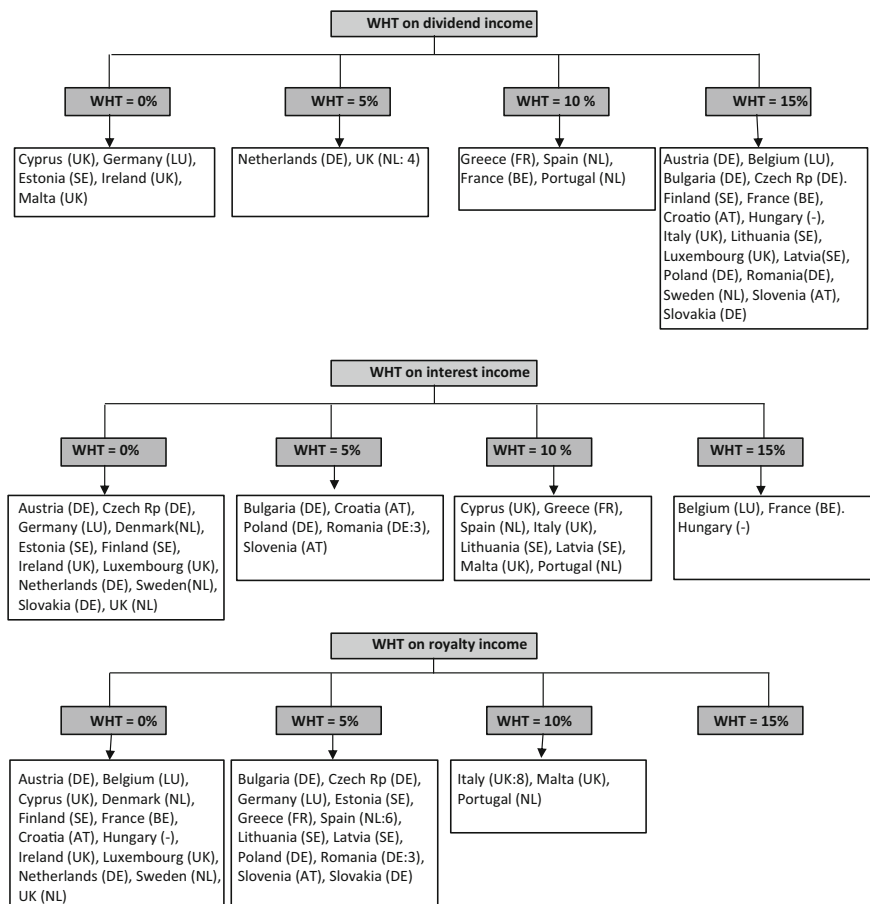 WHT on dividend income
WHT = 0%
WHT = 5%
WHT = 10 %
WHT = 15%
Cyprus (UK), Germany (LU),
Estonia (SE), Ireland (UK),
Malta (UK)
Netherlands (DE), UK (NL: 4)
Greece (FR), Spain (NL),
France (BE), Portugal (NL)
Austria (DE), Belgium (LU),
Bulgaria (DE), Czech Rp (DE).
Finland (SE), France (BE),
Croatio (AT), Hungary (-),
Italy (UK), Lithuania (SE),
Luxembourg (UK), Latvia(SE),
Poland (DE), Romania(DE),
Sweden (NL), Slovenia (AT),
Slovakia (DE)
WHT on interest income
WHT = 0%
WHT = 5%
WHT = 10 %
WHT = 15%
Austria (DE), Czech Rp (DE),
Germany (LU), Denmark(NL),
Estonia (SE), Finland (SE),
Ireland (UK), Luxembourg (UK),
Netherlands (DE), Sweden(NL),
Slovakia (DE), UK (NL)
Bulgaria (DE), Croatia (AT),
Poland (DE), Romania (DE:3),
Slovenia (AT)
Cyprus (UK), Greece (FR),
Spain (NL), Italy (UK),
Lithuania (SE), Latvia (SE),
Malta (UK), Portugal (NL)
Belgium (LU), France (BE).
Hungary (-)
WHT on royalty income
WHT = 0%
WHT = 5%
WHT = 10%
WHT = 15%
Austria (DE), Belgium (LU),
Cyprus (UK), Denmark (NL),
Finland (SE), France (BE),
Croatia (AT), Hungary (-),
Ireland (UK), Luxembourg (UK),
Netherlands (DE), Sweden (NL),
UK (NL)
Bulgaria (DE), Czech Rp (DE),
Germany (LU), Estonia (SE),
Greece (FR), Spain (NL:6),
Lithuania (SE), Latvia (SE),
Poland (DE), Romania (DE:3),
Slovenia (AT), Slovakia (DE)
Italy (UK:8), Malta (UK),
Portugal (NL)